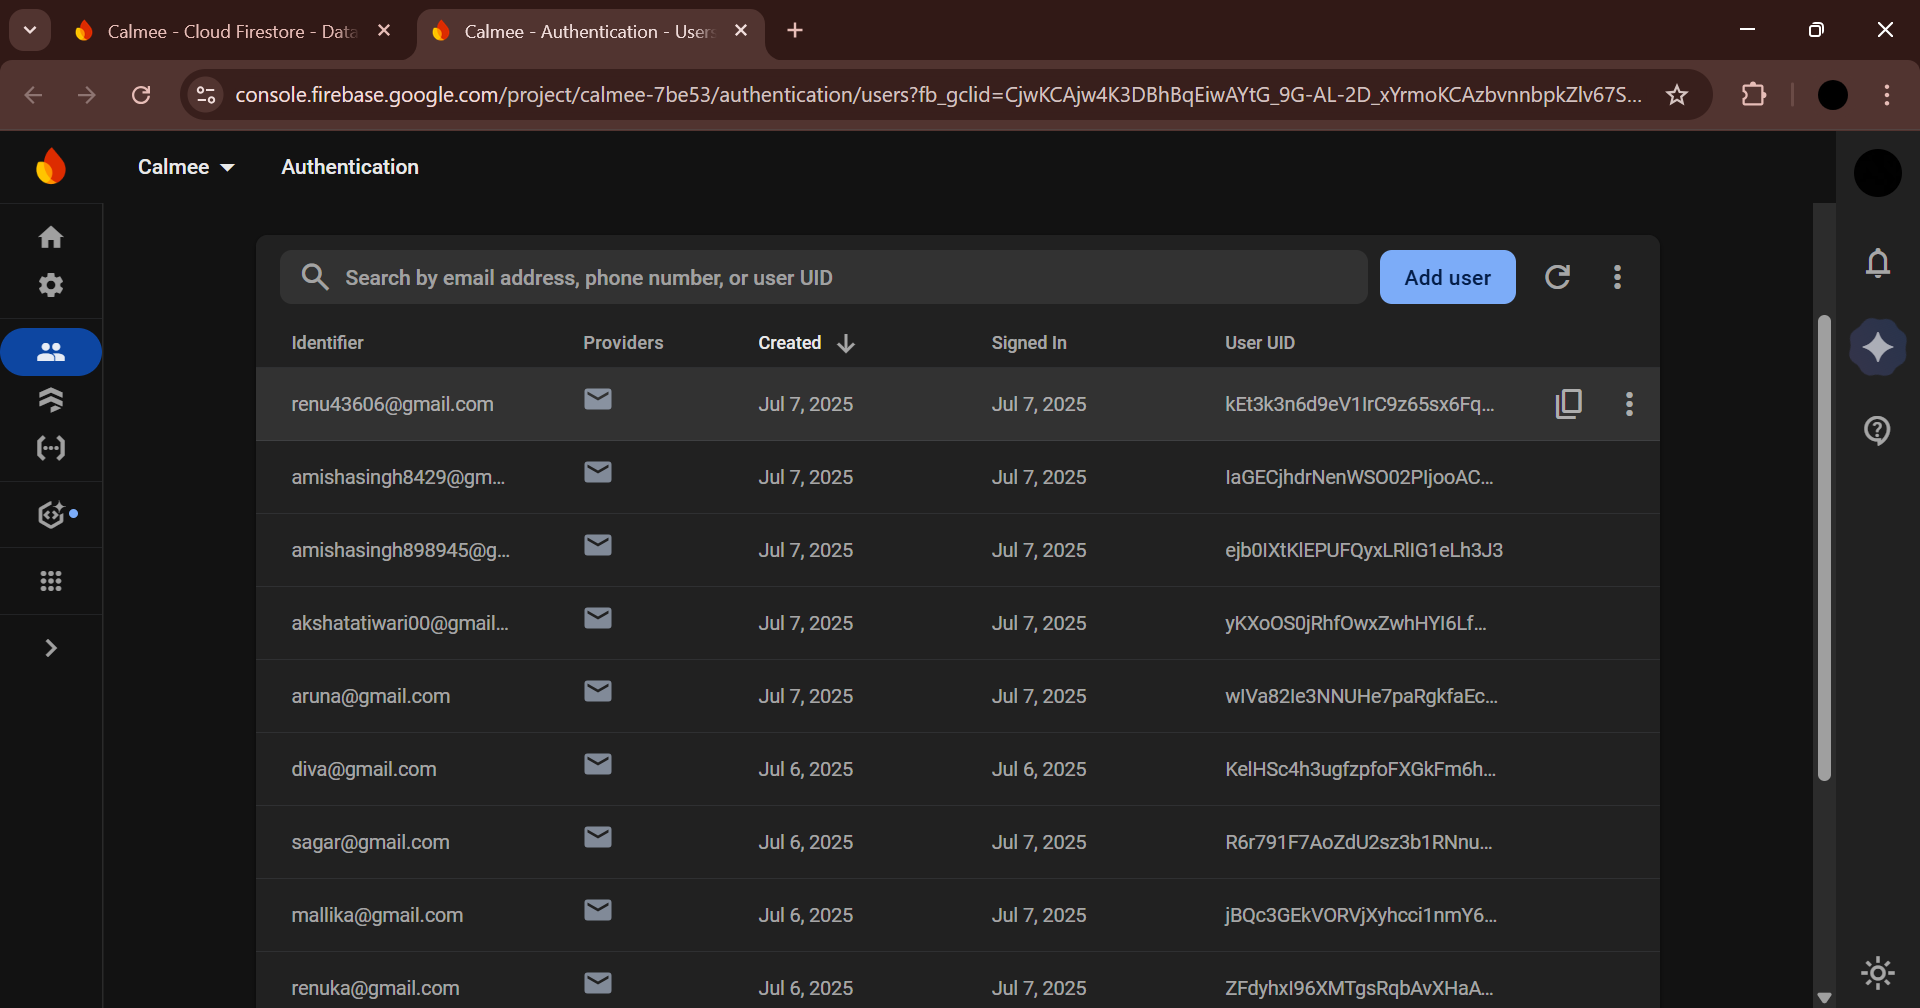 Calmee - Cloud Firestore - Data
Calmee - Authentication - Users
console.firebase.google.com/project/calmee-7be53/authentication/users?fb_gclid=CjwKCAjw4K3DBhBqEiwAYtG_9G-AL-2D_xYrmoKCAzbvnnbpkZlv67S...
Calmee
Authentication
Search by email address, phone number, or user UID
Add user
Identifier Providers Created Signed In User UID
renu43606@gmail.com Jul 7, 2025 Jul 7, 2025 kEt3k3n6d9eV1IrC9z65sx6Fq...
amishasingh8429@gm... Jul 7, 2025 Jul 7, 2025 IaGECjhdrNenWSO02PIjooAC...
amishasingh898945@g... Jul 7, 2025 Jul 7, 2025 ejb0IXtKlEPUFQyxLRlIG1eLh3J3
akshatatiwari00@gmail... Jul 7, 2025 Jul 7, 2025 yKXoOS0jRhfOwxZwhHYI6Lf...
aruna@gmail.com Jul 7, 2025 Jul 7, 2025 wIVa82Ie3NNUHe7paRgkfaEc...
diva@gmail.com Jul 6, 2025 Jul 6, 2025 KelHSc4h3ugfzpfoFXGkFm6h...
sagar@gmail.com Jul 6, 2025 Jul 7, 2025 R6r791F7AoZdU2sz3b1RNnu...
mallika@gmail.com Jul 6, 2025 Jul 7, 2025 jBQc3GEkVORVjXyhcci1nmY6...
renuka@gmail.com Jul 6, 2025 Jul 7, 2025 ZFdyhxI96XMTgsRqbAvXHaA...